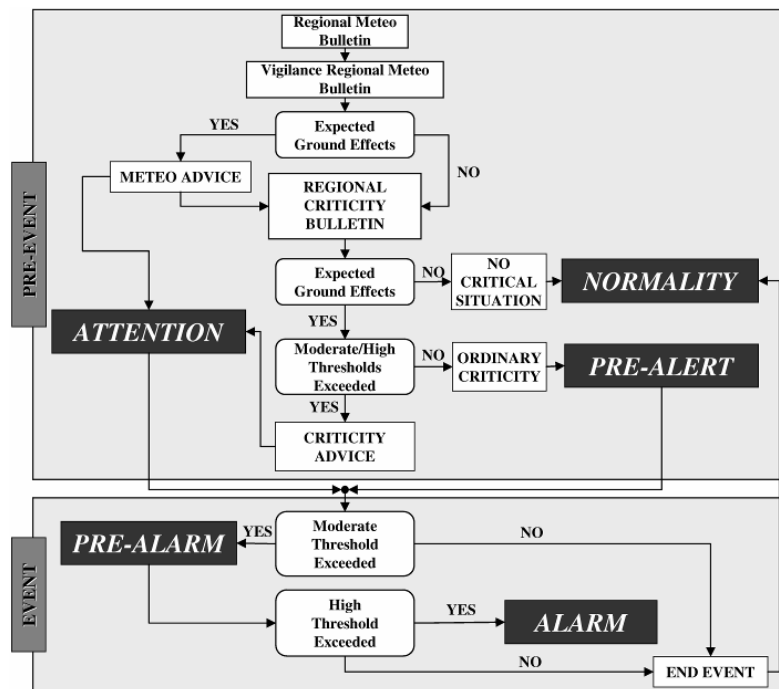 Regional Meteo
Bulletin
Vigilance Regional Meteo
Bulletin
YES
Expected
Ground Effects
NO
METEO ADVICE
REGIONAL
CRITICITY
BULLETIN
PRE-EVENT
Expected
Ground Effects
NO
NO
CRITICAL
SITUATION
NORMALITY
YES
ATTENTION
Moderate/High
Thresholds
Exceeded
NO
ORDINARY
CRITICITY
PRE-ALERT
YES
CRITICITY
ADVICE
EVENT
PRE-ALARM
YES
Moderate
Threshold
Exceeded
NO
High
Threshold
Exceeded
YES
ALARM
NO
END EVENT